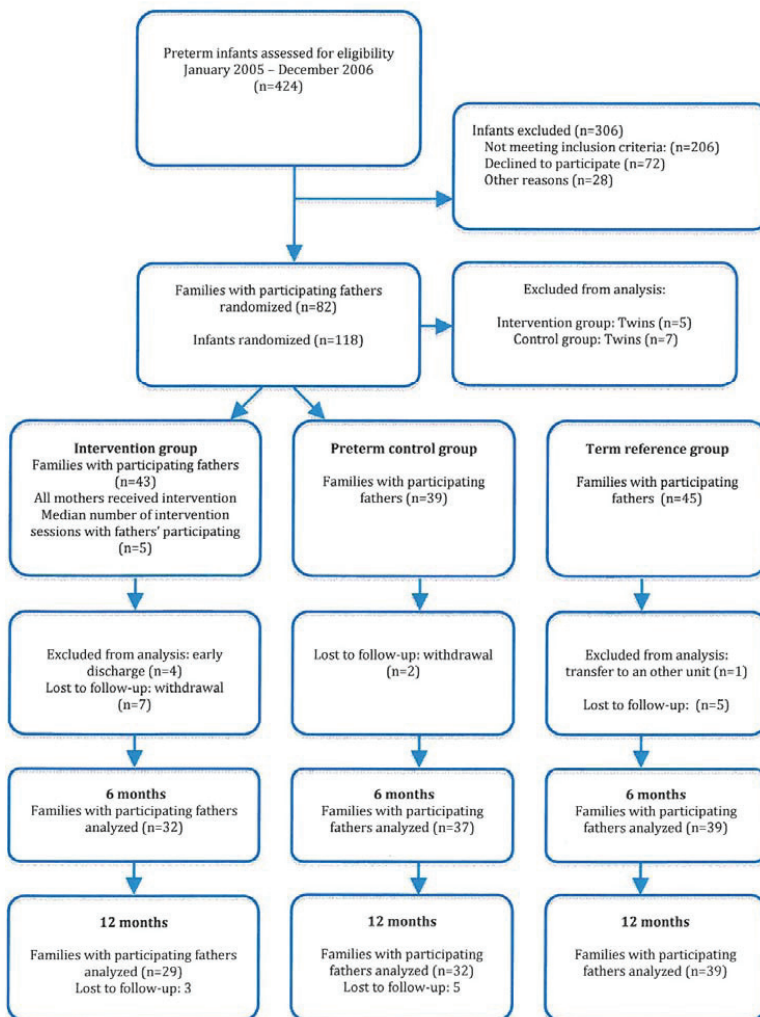 Preterm infants assessed for eligibility
January 2005 – December 2006
(n=424)
Infants excluded (n=306)
Not meeting inclusion criteria: (n=206)
Declined to participate (n=72)
Other reasons (n=28)
Families with participating fathers
randomized (n=82)
Infants randomized (n=118)
Excluded from analysis:
Intervention group: Twins (n=5)
Control group: Twins (n=7)
Intervention group
Families with participating fathers
(n=43)
All mothers received intervention
Median number of intervention
sessions with fathers' participating
(n=5)
Preterm control group
Families with participating
fathers (n=39)
Term reference group
Families with participating
fathers (n=45)
Excluded from analysis: early
discharge (n=4)
Lost to follow-up: withdrawal
(n=7)
Lost to follow-up: withdrawal
(n=2)
Excluded from analysis:
transfer to an other unit (n=1)
Lost to follow-up: (n=5)
6 months
Families with participating fathers
analyzed (n=32)
6 months
Families with participating
fathers analyzed (n=37)
6 months
Families with participating
fathers analyzed (n=39)
12 months
Families with participating fathers
analyzed (n=29)
Lost to follow-up: 3
12 months
Families with participating
fathers analyzed (n=32)
Lost to follow-up: 5
12 months
Families with participating
fathers analyzed (n=39)